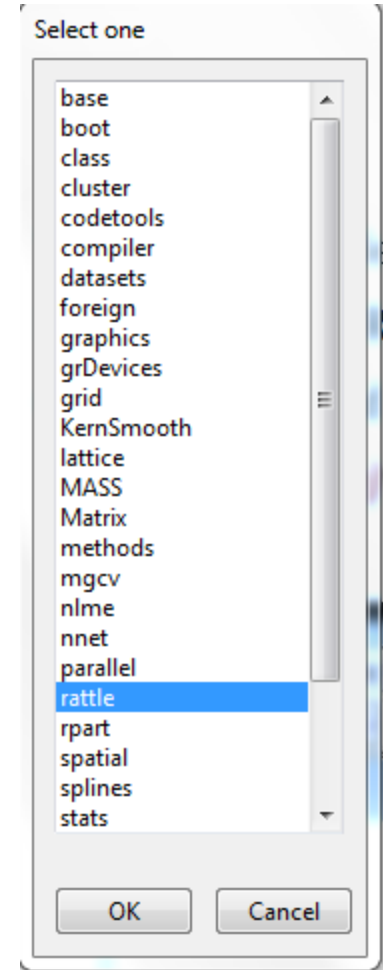 Select one
base
boot
class
cluster
codetools
compiler
datasets
foreign
graphics
grDevices
grid
KernSmooth
lattice
MASS
Matrix
methods
mgcv
nlme
nnet
parallel
rattle
rpart
spatial
splines
stats
OK Cancel